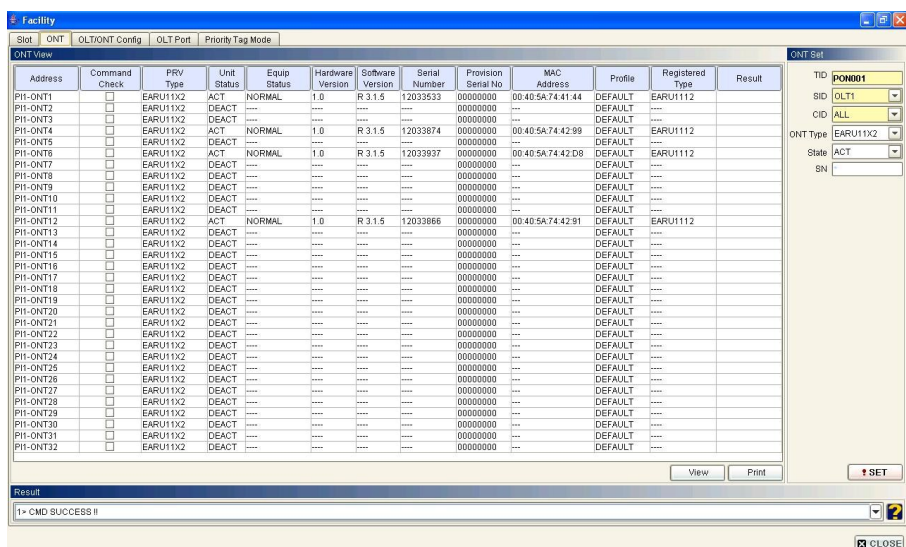 Facility
Slot ONT OLT/ONT Config OLT Port Priority Tag Mode
ONT View
Address Command Check PRV Type Unit Status Equip Status Hardware Version Software Version Serial Number Provision Serial No MAC Address Profile Registered Type Result
PI1-ONT1 EARU11X2 ACT NORMAL 1.0 R 3.1.5 12033533 00000000 00:40:5A:74:41:44 DEFAULT EARU1112
PI1-ONT2 EARU11X2 DEACT ---- ---- ---- ---- 00000000 --- DEFAULT ----
PI1-ONT3 EARU11X2 DEACT ---- ---- ---- ---- 00000000 --- DEFAULT ----
PI1-ONT4 EARU11X2 ACT NORMAL 1.0 R 3.1.5 12033874 00000000 00:40:5A:74:42:99 DEFAULT EARU1112
PI1-ONT5 EARU11X2 DEACT ---- ---- ---- ---- 00000000 --- DEFAULT ----
PI1-ONT6 EARU11X2 ACT NORMAL 1.0 R 3.1.5 12033937 00000000 00:40:5A:74:42:D8 DEFAULT EARU1112
PI1-ONT7 EARU11X2 DEACT ---- ---- ---- ---- 00000000 --- DEFAULT ----
PI1-ONT8 EARU11X2 DEACT ---- ---- ---- ---- 00000000 --- DEFAULT ----
PI1-ONT9 EARU11X2 DEACT ---- ---- ---- ---- 00000000 --- DEFAULT ----
PI1-ONT10 EARU11X2 DEACT ---- ---- ---- ---- 00000000 --- DEFAULT ----
PI1-ONT11 EARU11X2 DEACT ---- ---- ---- ---- 00000000 --- DEFAULT ----
PI1-ONT12 EARU11X2 ACT NORMAL 1.0 R 3.1.5 12033866 00000000 00:40:5A:74:42:91 DEFAULT EARU1112
PI1-ONT13 EARU11X2 DEACT ---- ---- ---- ---- 00000000 --- DEFAULT ----
PI1-ONT14 EARU11X2 DEACT ---- ---- ---- ---- 00000000 --- DEFAULT ----
PI1-ONT15 EARU11X2 DEACT ---- ---- ---- ---- 00000000 --- DEFAULT ----
PI1-ONT16 EARU11X2 DEACT ---- ---- ---- ---- 00000000 --- DEFAULT ----
PI1-ONT17 EARU11X2 DEACT ---- ---- ---- ---- 00000000 --- DEFAULT ----
PI1-ONT18 EARU11X2 DEACT ---- ---- ---- ---- 00000000 --- DEFAULT ----
PI1-ONT19 EARU11X2 DEACT ---- ---- ---- ---- 00000000 --- DEFAULT ----
PI1-ONT20 EARU11X2 DEACT ---- ---- ---- ---- 00000000 --- DEFAULT ----
PI1-ONT21 EARU11X2 DEACT ---- ---- ---- ---- 00000000 --- DEFAULT ----
PI1-ONT22 EARU11X2 DEACT ---- ---- ---- ---- 00000000 --- DEFAULT ----
PI1-ONT23 EARU11X2 DEACT ---- ---- ---- ---- 00000000 --- DEFAULT ----
PI1-ONT24 EARU11X2 DEACT ---- ---- ---- ---- 00000000 --- DEFAULT ----
PI1-ONT25 EARU11X2 DEACT ---- ---- ---- ---- 00000000 --- DEFAULT ----
PI1-ONT26 EARU11X2 DEACT ---- ---- ---- ---- 00000000 --- DEFAULT ----
PI1-ONT27 EARU11X2 DEACT ---- ---- ---- ---- 00000000 --- DEFAULT ----
PI1-ONT28 EARU11X2 DEACT ---- ---- ---- ---- 00000000 --- DEFAULT ----
PI1-ONT29 EARU11X2 DEACT ---- ---- ---- ---- 00000000 --- DEFAULT ----
PI1-ONT30 EARU11X2 DEACT ---- ---- ---- ---- 00000000 --- DEFAULT ----
PI1-ONT31 EARU11X2 DEACT ---- ---- ---- ---- 00000000 --- DEFAULT ----
PI1-ONT32 EARU11X2 DEACT ---- ---- ---- ---- 00000000 --- DEFAULT ----
View Print
ONT Set
TID PON001
SID OLT1
CID ALL
ONT Type EARU11X2
State ACT
SN
! SET
Result
1> CMD SUCCESS !!
?
CLOSE